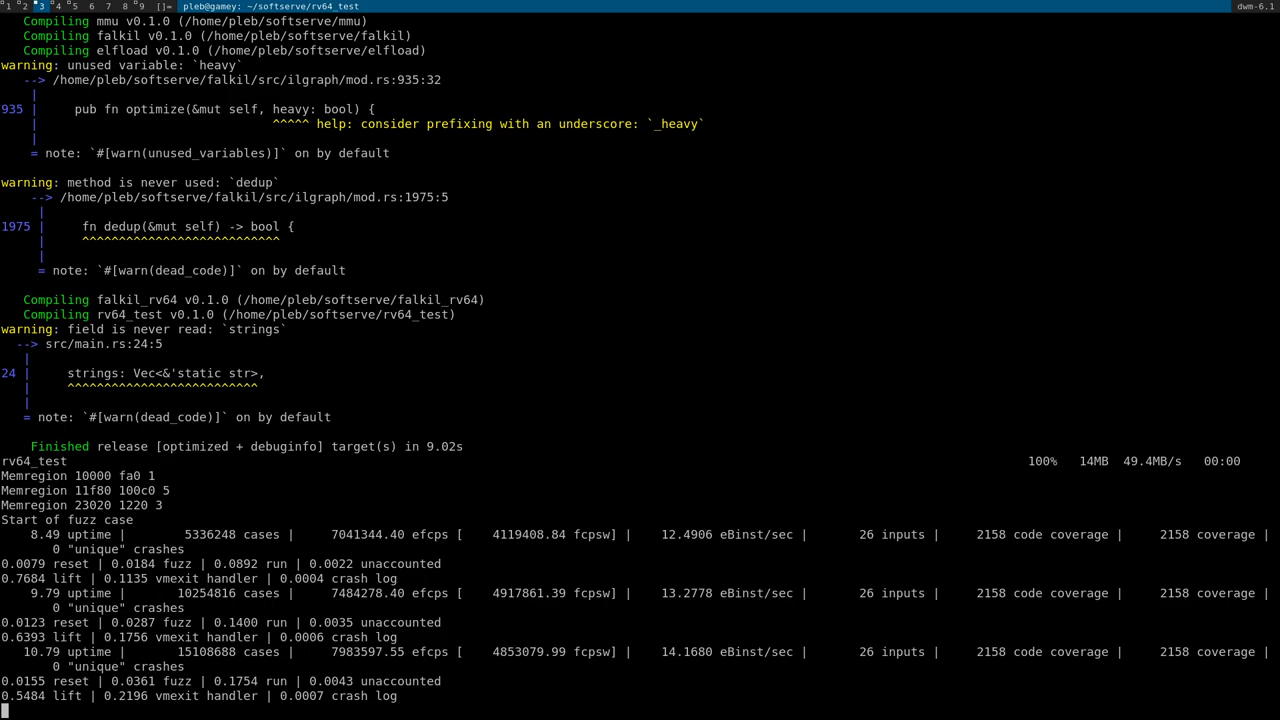 1 2 3 4 5 6 7 8 9 []= pleb@gamey: ~/softserve/rv64_test dwm-6.1
Compiling mmu v0.1.0 (/home/pleb/softserve/mmu)
Compiling falkil v0.1.0 (/home/pleb/softserve/falkil)
Compiling elfload v0.1.0 (/home/pleb/softserve/elfload)
warning: unused variable: `heavy`
--> /home/pleb/softserve/falkil/src/ilgraph/mod.rs:935:32
|
935 | pub fn optimize(&mut self, heavy: bool) {
| ^^^^^ help: consider prefixing with an underscore: `_heavy`
|
= note: `#[warn(unused_variables)]` on by default
warning: method is never used: `dedup`
--> /home/pleb/softserve/falkil/src/ilgraph/mod.rs:1975:5
|
1975 | fn dedup(&mut self) -> bool {
| ^^^^^^^^^^^^^^^^^^^^^^^^^^^
|
= note: `#[warn(dead_code)]` on by default
Compiling falkil_rv64 v0.1.0 (/home/pleb/softserve/falkil_rv64)
Compiling rv64_test v0.1.0 (/home/pleb/softserve/rv64_test)
warning: field is never read: `strings`
--> src/main.rs:24:5
|
24 | strings: Vec<&'static str>,
| ^^^^^^^^^^^^^^^^^^^^^^^^^^
|
= note: `#[warn(dead_code)]` on by default
Finished release [optimized + debuginfo] target(s) in 9.02s
rv64_test 100% 14MB 49.4MB/s 00:00
Memregion 10000 fa0 1
Memregion 11f80 100c0 5
Memregion 23020 1220 3
Start of fuzz case
8.49 uptime | 5336248 cases | 7041344.40 efcps [ 4119408.84 fcpsw] | 12.4906 eBinst/sec | 26 inputs | 2158 code coverage | 2158 coverage |
0 "unique" crashes
0.0079 reset | 0.0184 fuzz | 0.0892 run | 0.0022 unaccounted
0.7684 lift | 0.1135 vmexit handler | 0.0004 crash log
9.79 uptime | 10254816 cases | 7484278.40 efcps [ 4917861.39 fcpsw] | 13.2778 eBinst/sec | 26 inputs | 2158 code coverage | 2158 coverage |
0 "unique" crashes
0.0123 reset | 0.0287 fuzz | 0.1400 run | 0.0035 unaccounted
0.6393 lift | 0.1756 vmexit handler | 0.0006 crash log
10.79 uptime | 15108688 cases | 7983597.55 efcps [ 4853079.99 fcpsw] | 14.1680 eBinst/sec | 26 inputs | 2158 code coverage | 2158 coverage |
0 "unique" crashes
0.0155 reset | 0.0361 fuzz | 0.1754 run | 0.0043 unaccounted
0.5484 lift | 0.2196 vmexit handler | 0.0007 crash log